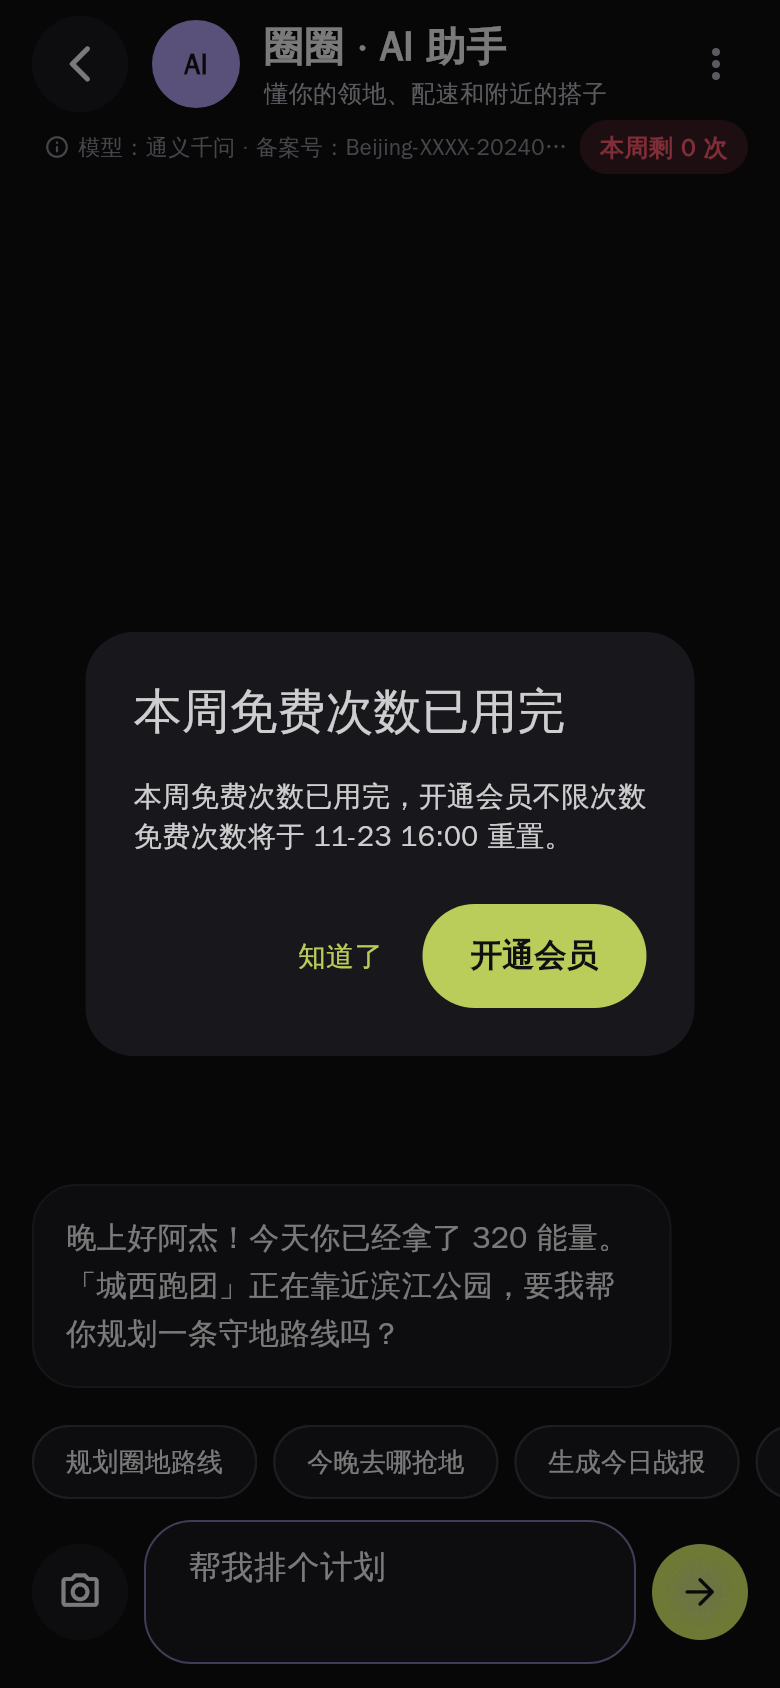 AI
圈圈 · AI 助手
懂你的领地、配速和附近的搭子
模型：通义千问 · 备案号：Beijing-XXXX-20240…
本周剩 0 次
本周免费次数已用完
本周免费次数已用完，开通会员不限次数
免费次数将于 11-23 16:00 重置。
知道了
开通会员
晚上好阿杰！今天你已经拿了 320 能量。
「城西跑团」正在靠近滨江公园，要我帮
你规划一条守地路线吗？
规划圈地路线
今晚去哪抢地
生成今日战报
帮我排个计划